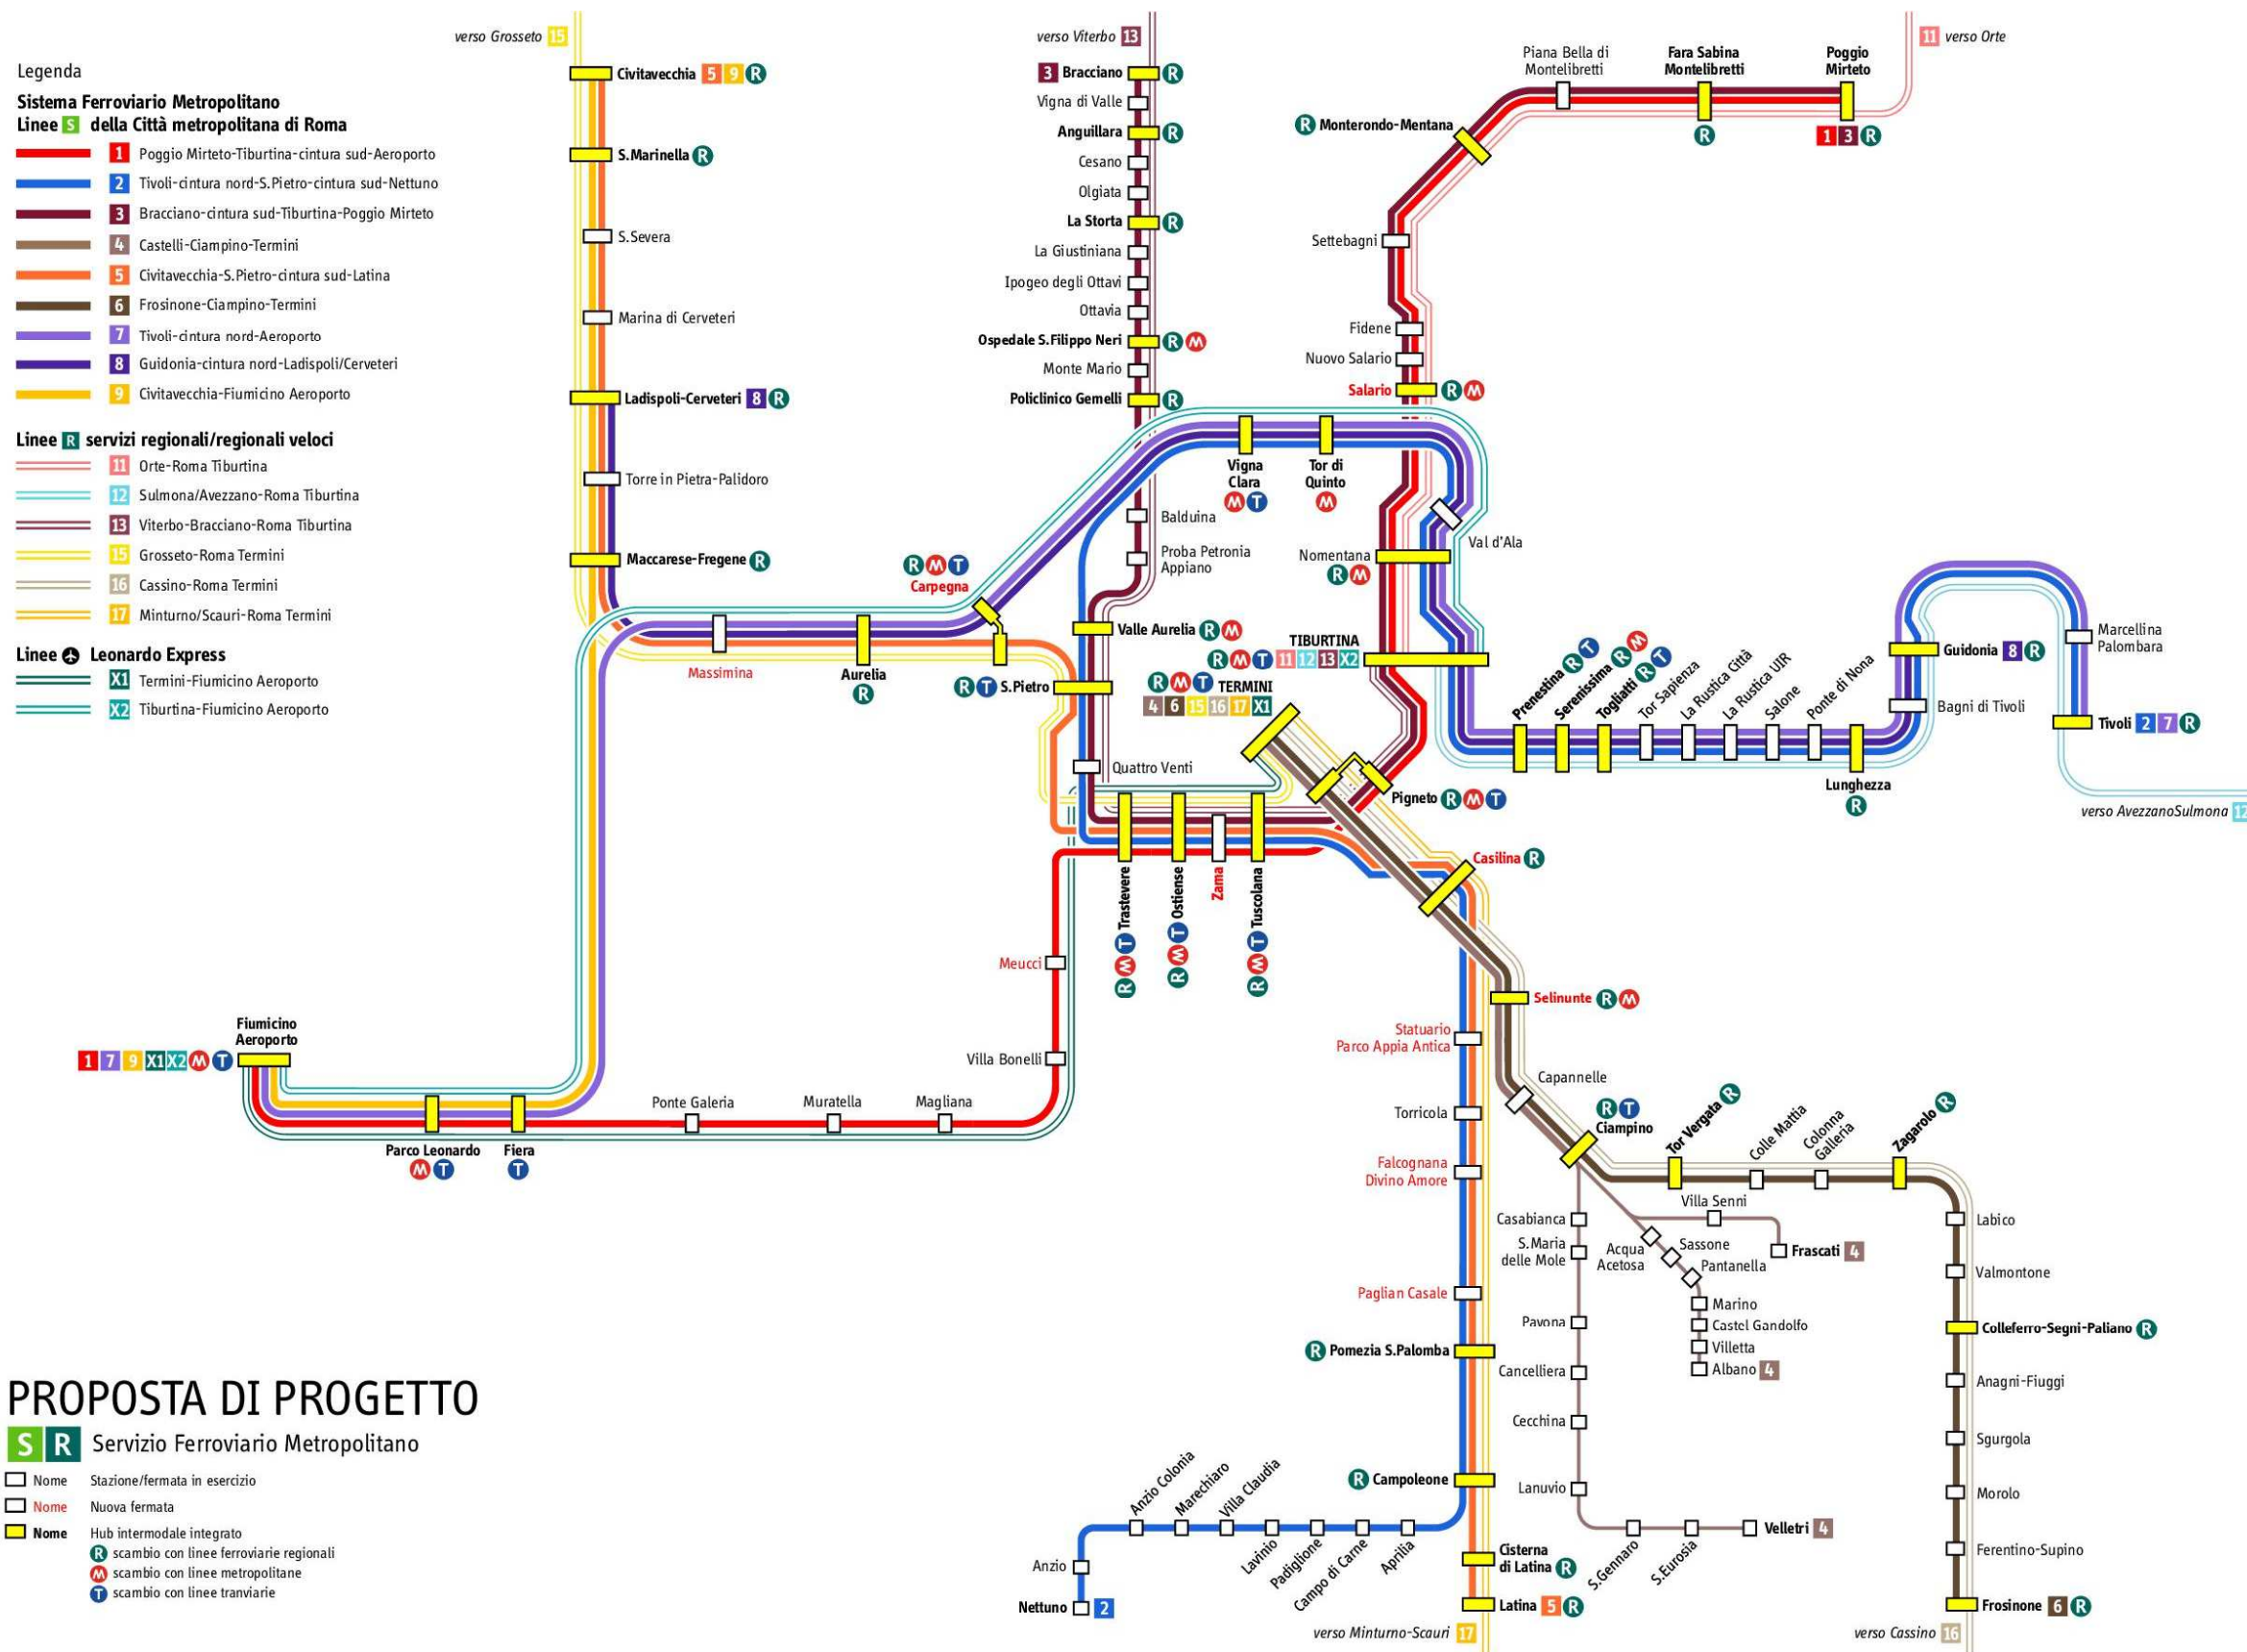 Legenda
Sistema Ferroviario Metropolitano
Linee S della Città metropolitana di Roma
1 Poggio Mirteto-Tiburtina-cintura sud-Aeroporto
2 Tivoli-cintura nord-S.Pietro-cintura sud-Nettuno
3 Bracciano-cintura sud-Tiburtina-Poggio Mirteto
4 Castelli-Ciampino-Termini
5 Civitavecchia-S.Pietro-cintura sud-Latina
6 Frosinone-Ciampino-Termini
7 Tivoli-cintura nord-Aeroporto
8 Guidonia-cintura nord-Ladispoli/Cerveteri
9 Civitavecchia-Fiumicino Aeroporto
Linee R servizi regionali/regionali veloci
11 Orte-Roma Tiburtina
12 Sulmona/Avezzano-Roma Tiburtina
13 Viterbo-Bracciano-Roma Tiburtina
15 Grosseto-Roma Termini
16 Cassino-Roma Termini
17 Minturno/Scauri-Roma Termini
Linee Leonardo Express
X1 Termini-Fiumicino Aeroporto
X2 Tiburtina-Fiumicino Aeroporto
verso Grosseto 15
Civitavecchia 5 9 R
S.Marinella R
S.Severa
Marina di Cerveteri
Ladispoli-Cerveteri 8 R
Torre in Pietra-Palidoro
Maccarese-Fregene R
Massimina
Aurelia
R
R M T
Carpegna
R T S.Pietro
verso Viterbo 13
3 Bracciano R
Vigna di Valle
Anguillara R
Cesano
Olgiata
La Storta R
La Giustiniana
Ipogeo degli Ottavi
Ottavia
Ospedale S.Filippo Neri R M
Monte Mario
Policlinico Gemelli R
Balduina
Proba Petronia
Appiano
Valle Aurelia R M
Quattro Venti
Vigna
Clara
M T
Tor di
Quinto
M
11 verso Orte
Poggio
Mirteto
1 3 R
Fara Sabina
Montelibretti
R
Piana Bella di
Montelibretti
R Monterondo-Mentana
Settebagni
Fidene
Nuovo Salario
Salario R M
Val d'Ala
Nomentana
R M
TIBURTINA
R M T 11 12 13 X2
R M T TERMINI
4 6 15 16 17 X1
Pigneto R M T
Prenestina R T
Serenissima R M
Togliatti R T
Tor Sapienza
La Rustica Città
La Rustica UIR
Salone
Ponte di Nona
Lunghezza
R
Bagni di Tivoli
Guidonia 8 R
Marcellina
Palombara
Tivoli 2 7 R
verso AvezzanoSulmona 12
Trastevere T M R
Ostiense T M R
Zama
Tuscolana T M R
Casilina R
Meucci
Villa Bonelli
Magliana
Muratella
Ponte Galeria
Fiera
T
Parco Leonardo
M T
Fiumicino
Aeroporto
1 7 9 X1 X2 M T
Selinunte R M
Statuario
Parco Appia Antica
Torricola
Falcognana
Divino Amore
Paglian Casale
R Pomezia S.Palomba
R Campoleone
Cisterna
di Latina R
Latina 5 R
verso Minturno-Scauri 17
Aprilia
Campo di Carne
Padiglione
Lavinio
Villa Claudia
Marechiaro
Anzio Colonia
Anzio
Nettuno 2
Capannelle
R T
Ciampino
Tor Vergata R
Colle Mattia
Colonna
Galleria
Zagarolo R
Villa Senni
Frascati 4
Acqua
Acetosa
Sassone
Pantanella
Marino
Castel Gandolfo
Villetta
Albano 4
Casabianca
S.Maria
delle Mole
Pavona
Cancelliera
Cecchina
Lanuvio
S.Gennaro
S.Eurosia
Velletri 4
Labico
Valmontone
Colleferro-Segni-Paliano R
Anagni-Fiuggi
Sgurgola
Morolo
Ferentino-Supino
Frosinone 6 R
verso Cassino 16
PROPOSTA DI PROGETTO
S R Servizio Ferroviario Metropolitano
Nome Stazione/fermata in esercizio
Nome Nuova fermata
Nome Hub intermodale integrato
R scambio con linee ferroviarie regionali
M scambio con linee metropolitane
T scambio con linee tranviarie